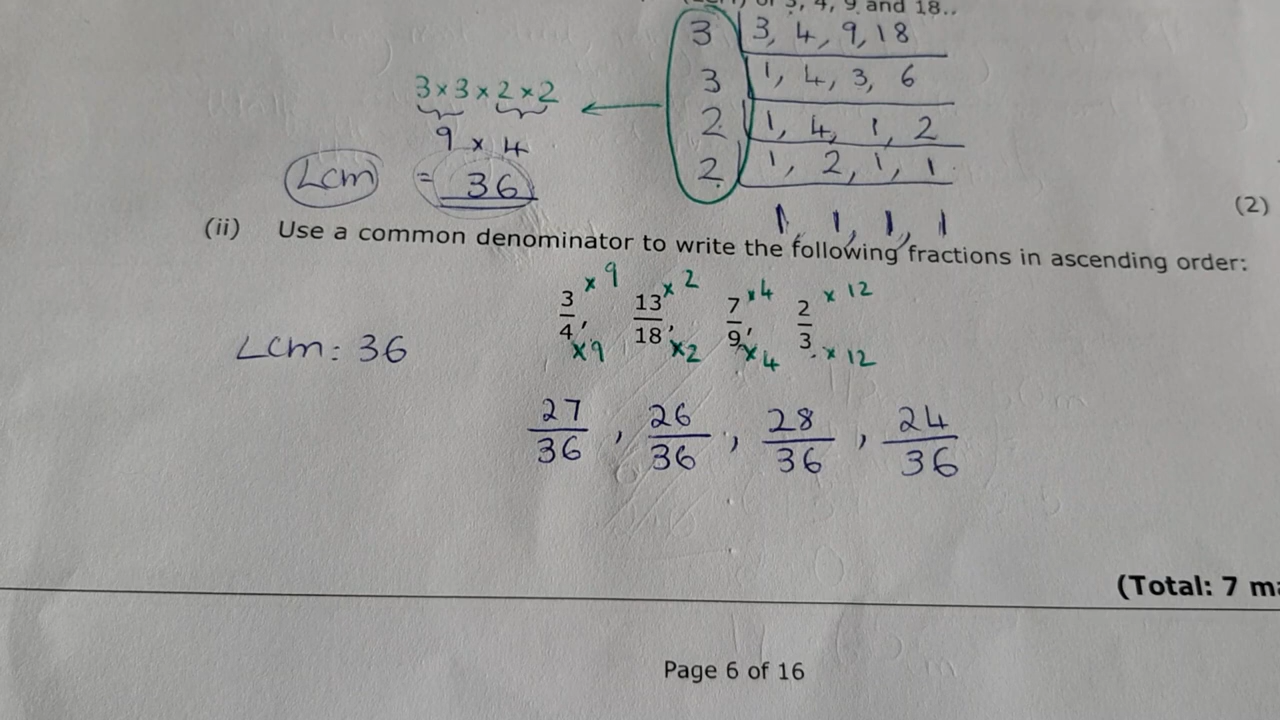 of 3, 4, 9 and 18..
3 3, 4, 9, 18
3 1, 4, 3, 6
2 1, 4, 1, 2
2 1, 2, 1, 1
1, 1, 1, 1
3×3×2×2
9 × 4
Lcm = 36
(2)
(ii) Use a common denominator to write the following fractions in ascending order:
×9 ×2 ×4 ×12
3/4, 13/18, 7/9, 2/3
×9 ×2 ×4 ×12
Lcm: 36
27/36, 26/36, 28/36, 24/36
(Total: 7
Page 6 of 16